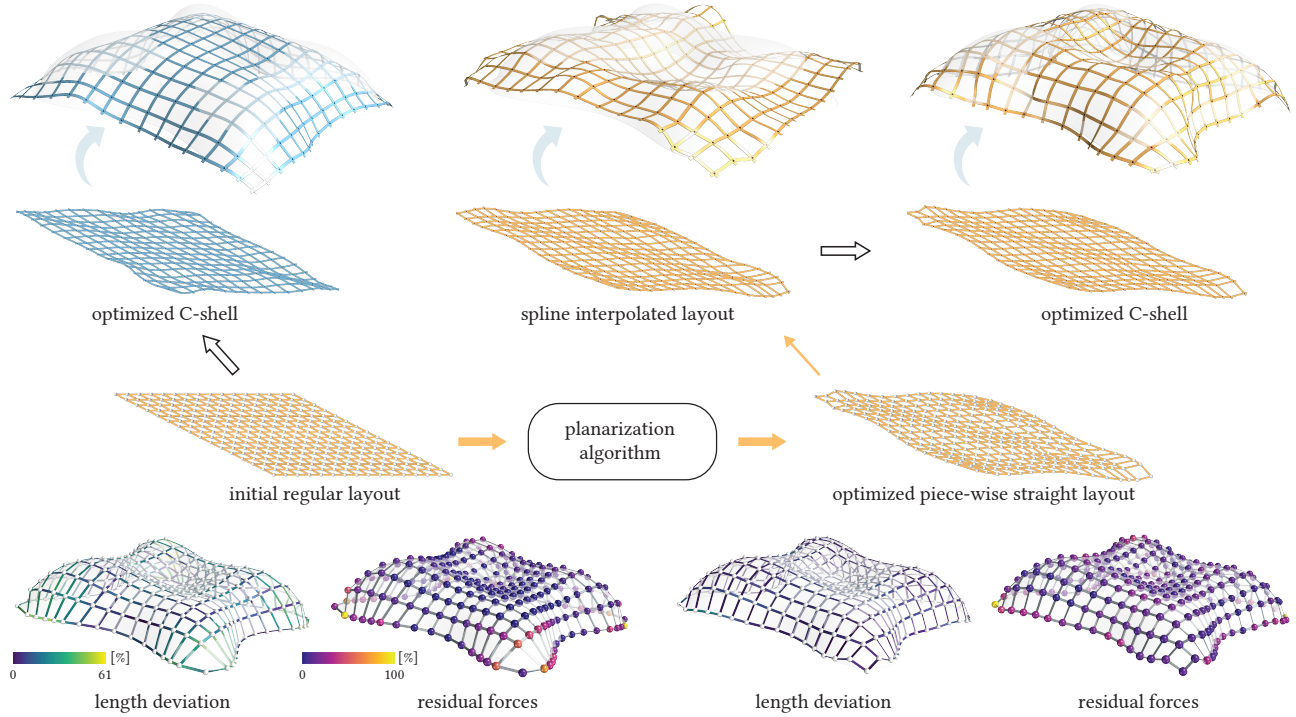 optimized C-shell
spline interpolated layout
optimized C-shell
planarization
algorithm
initial regular layout
optimized piece-wise straight layout
[%]
0
61
length deviation
[%]
0
100
residual forces
length deviation
residual forces